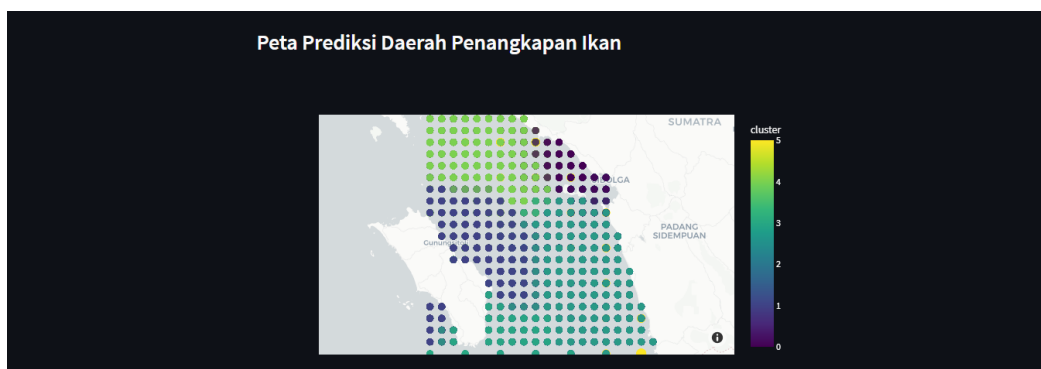 Peta Prediksi Daerah Penangkapan Ikan
SUMATRA
cluster
5
4
3
2
1
0
PADANG
SIDEMPUAN
i